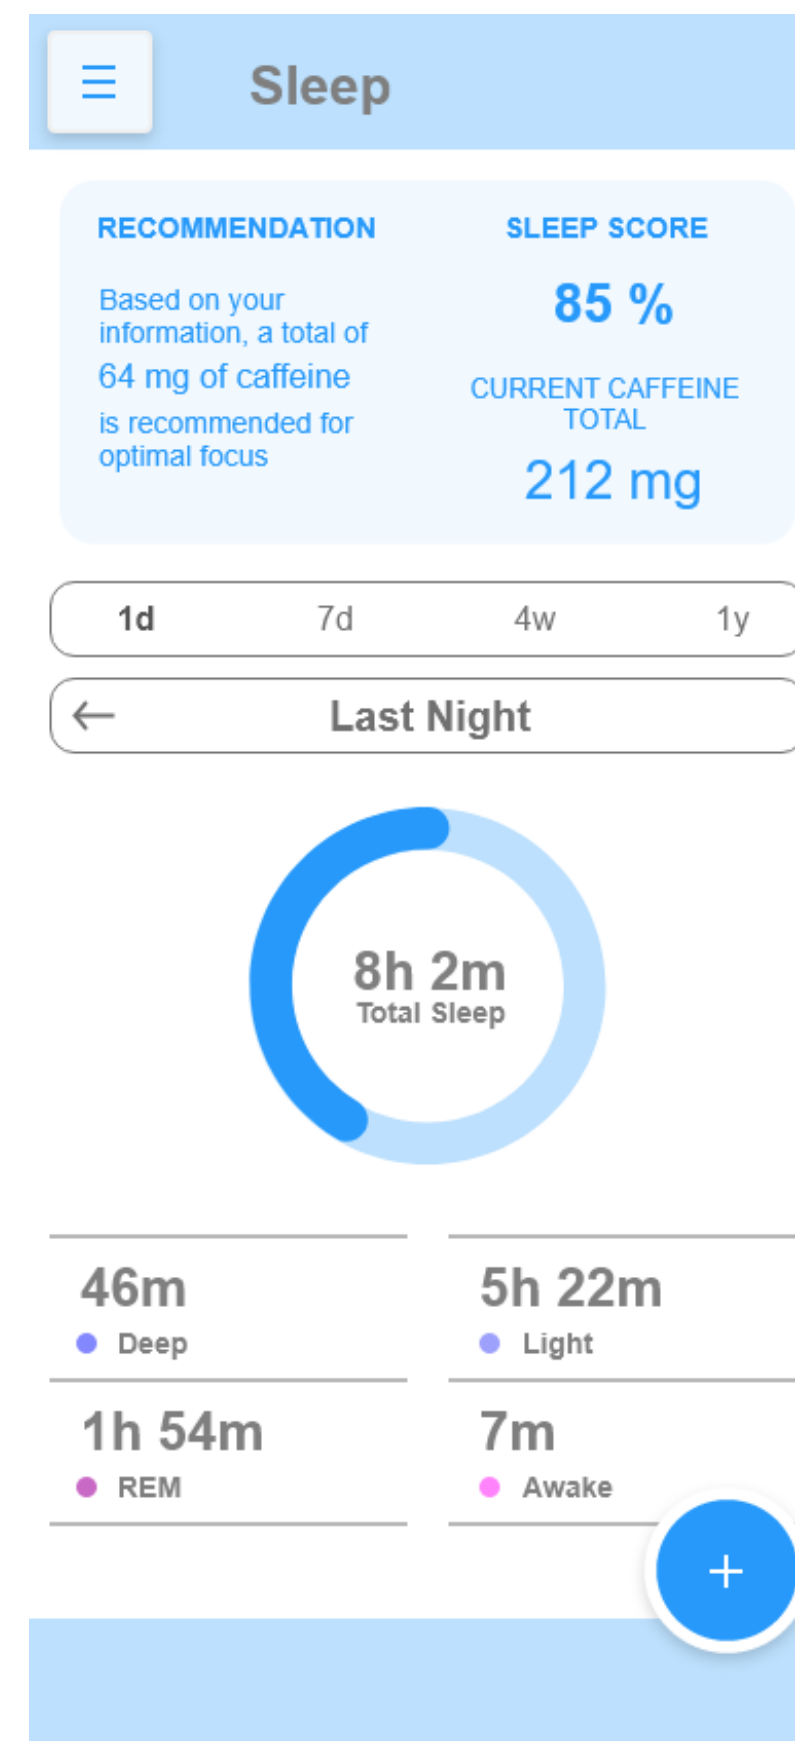 Sleep
RECOMMENDATION
Based on your
information, a total of
64 mg of caffeine
is recommended for
optimal focus
SLEEP SCORE
85 %
CURRENT CAFFEINE
TOTAL
212 mg
1d 7d 4w 1y
Last Night
8h 2m
Total Sleep
46m
Deep
5h 22m
Light
1h 54m
REM
7m
Awake
+